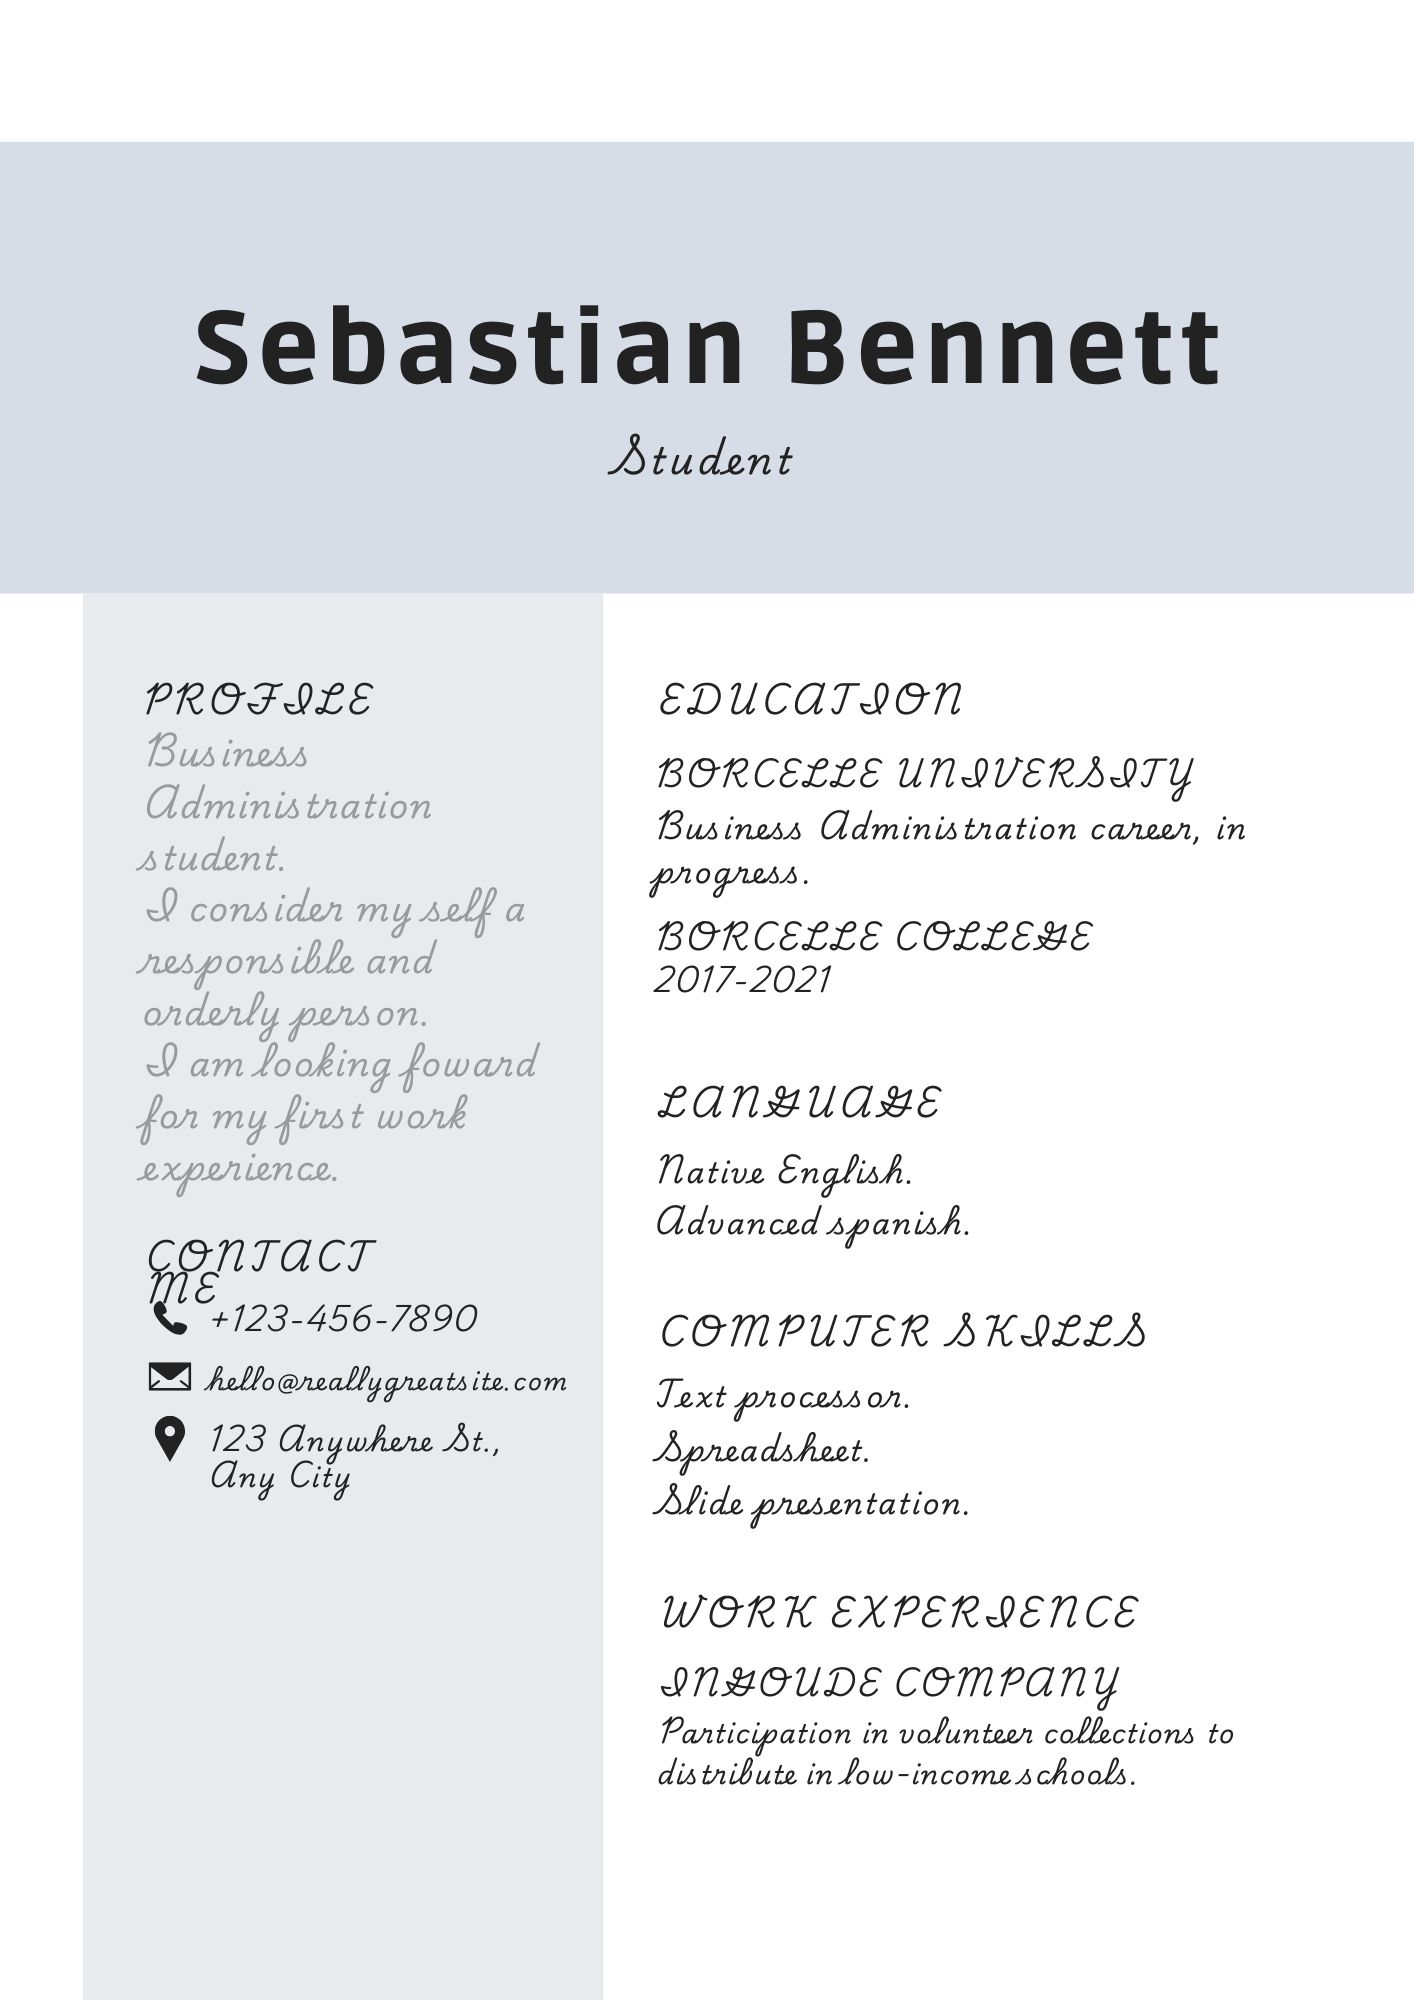 Sebastian Bennett
Student
PROFILE
Business
Administration
student.
I consider my self a
responsible and
orderly person.
I am looking foward
for my first work
experience.
CONTACT
ME
+123-456-7890
hello@reallygreatsite.com
123 Anywhere St.,
Any City
EDUCATION
BORCELLE UNIVERSITY
Business Administration career, in
progress.
BORCELLE COLLEGE
2017-2021
LANGUAGE
Native English.
Advanced spanish.
COMPUTER SKILLS
Text processor.
Spreadsheet.
Slide presentation.
WORK EXPERIENCE
INGOUDE COMPANY
Participation in volunteer collections to
distribute in low-income schools.